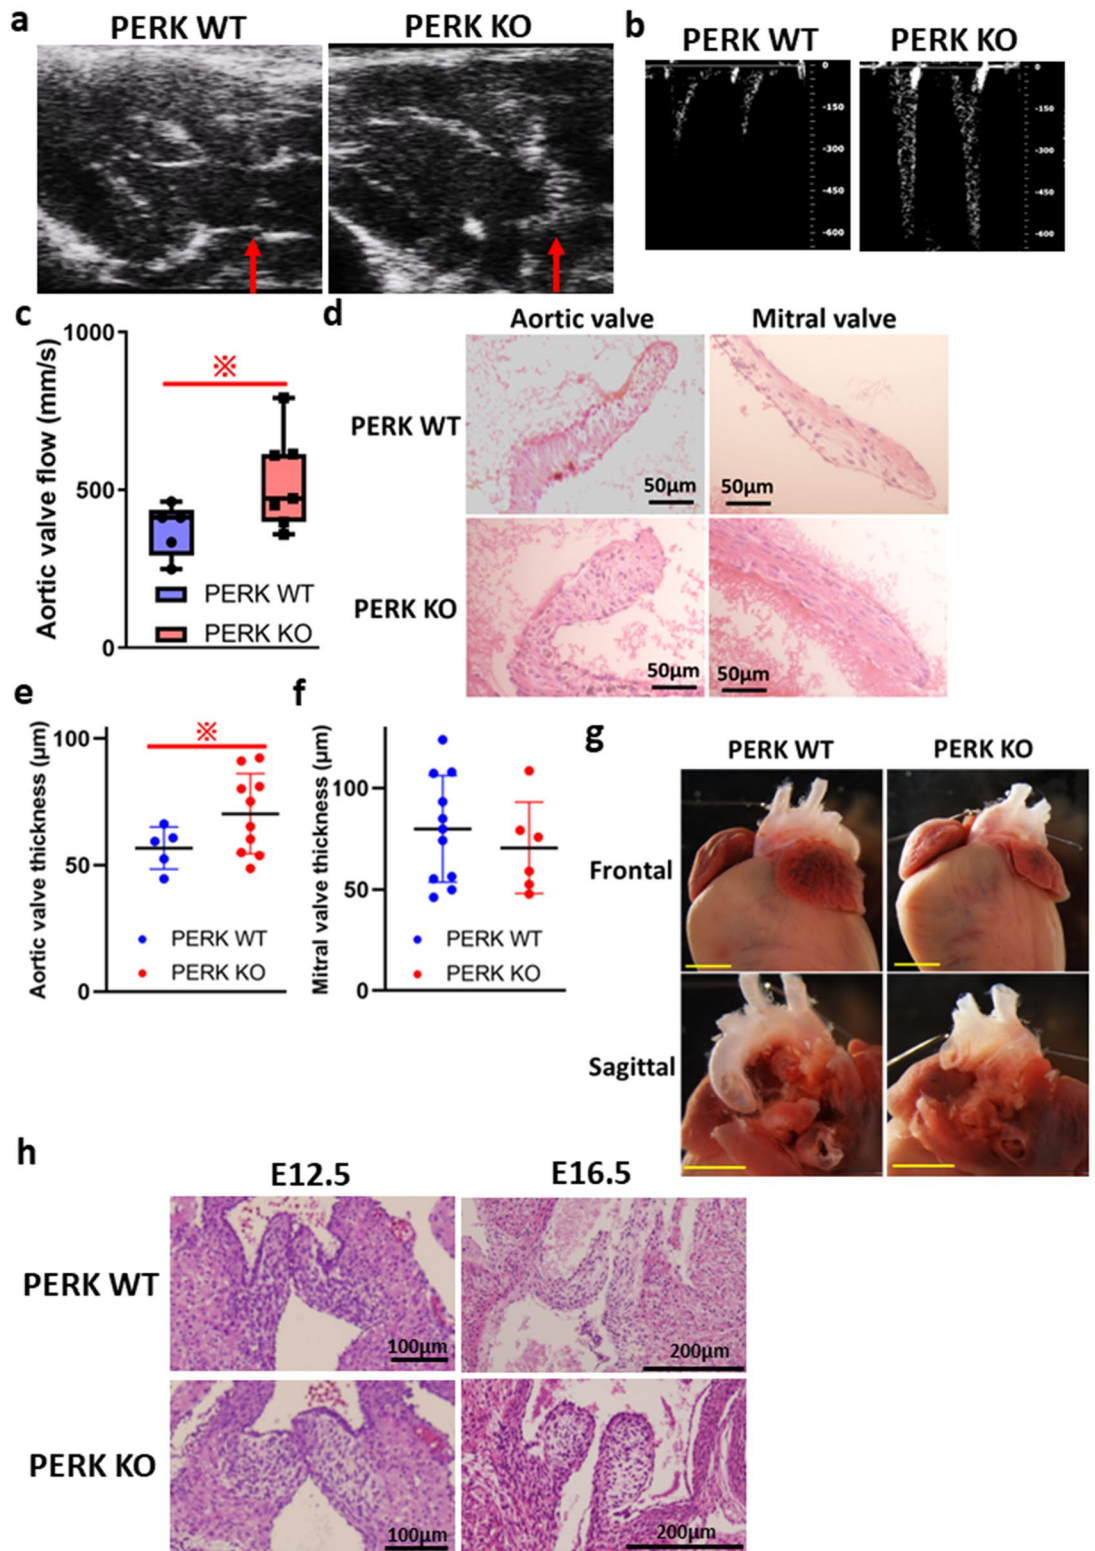 a
PERK WT
PERK KO
b
PERK WT
PERK KO
0
-150
-300
-450
-600
0
-150
-300
-450
-600
c
Aortic valve flow (mm/s)
1000
500
0
※
PERK WT
PERK KO
d
Aortic valve
Mitral valve
PERK WT
50μm
50μm
PERK KO
50μm
50μm
e
Aortic valve thickness (μm)
100
50
0
※
PERK WT
PERK KO
f
Mitral valve thickness (μm)
100
50
0
PERK WT
PERK KO
g
PERK WT
PERK KO
Frontal
Sagittal
h
E12.5
E16.5
PERK WT
100μm
200μm
PERK KO
100μm
200μm